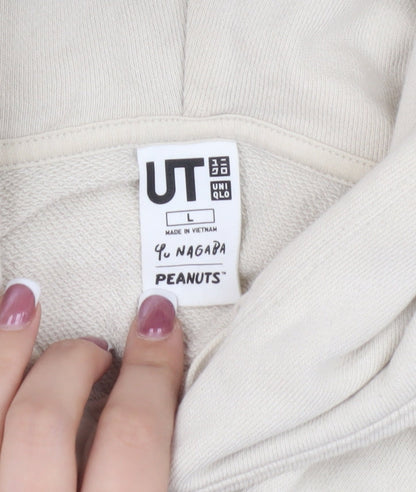 UT
ユニ
クロ
UNI
QLO
L
MADE IN VIETNAM
Yu NAGABA
PEANUTS™